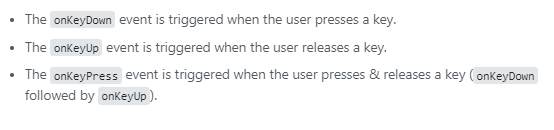 • The onKeyDown event is triggered when the user presses a key.
• The onKeyUp event is triggered when the user releases a key.
• The onKeyPress event is triggered when the user presses & releases a key (onKeyDown
followed by onKeyUp).